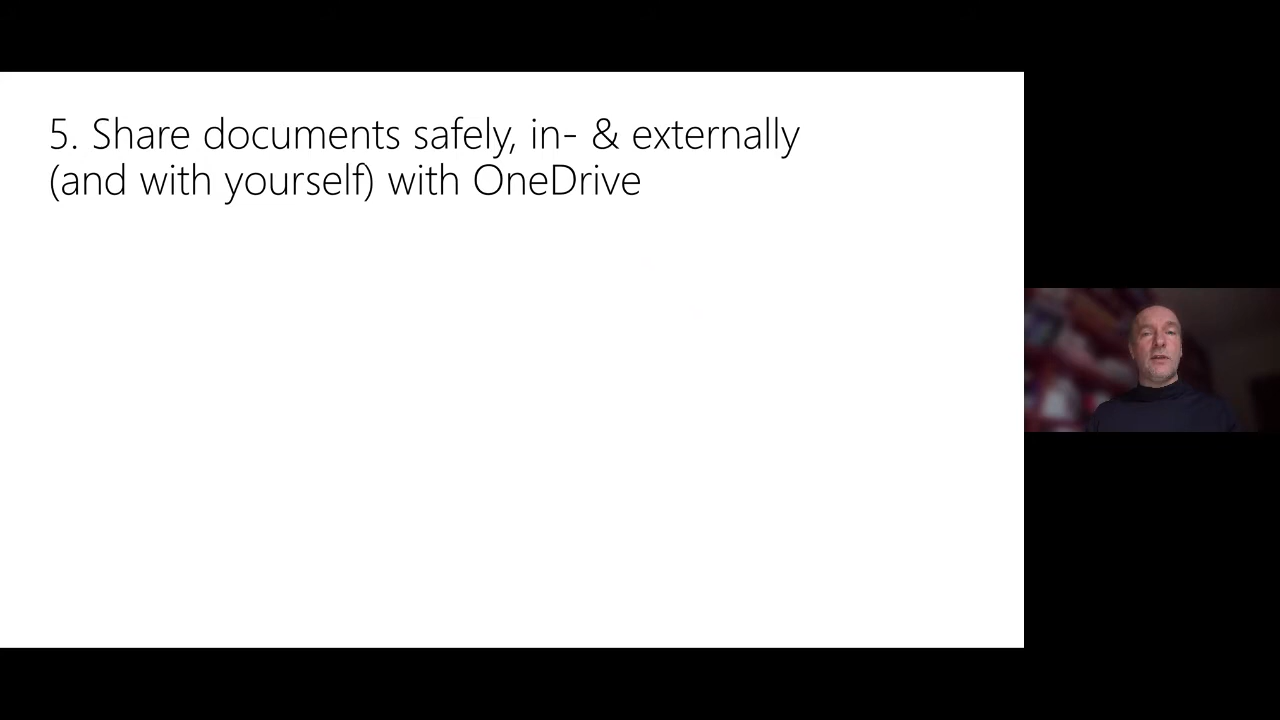 5. Share documents safely, in- & externally
(and with yourself) with OneDrive